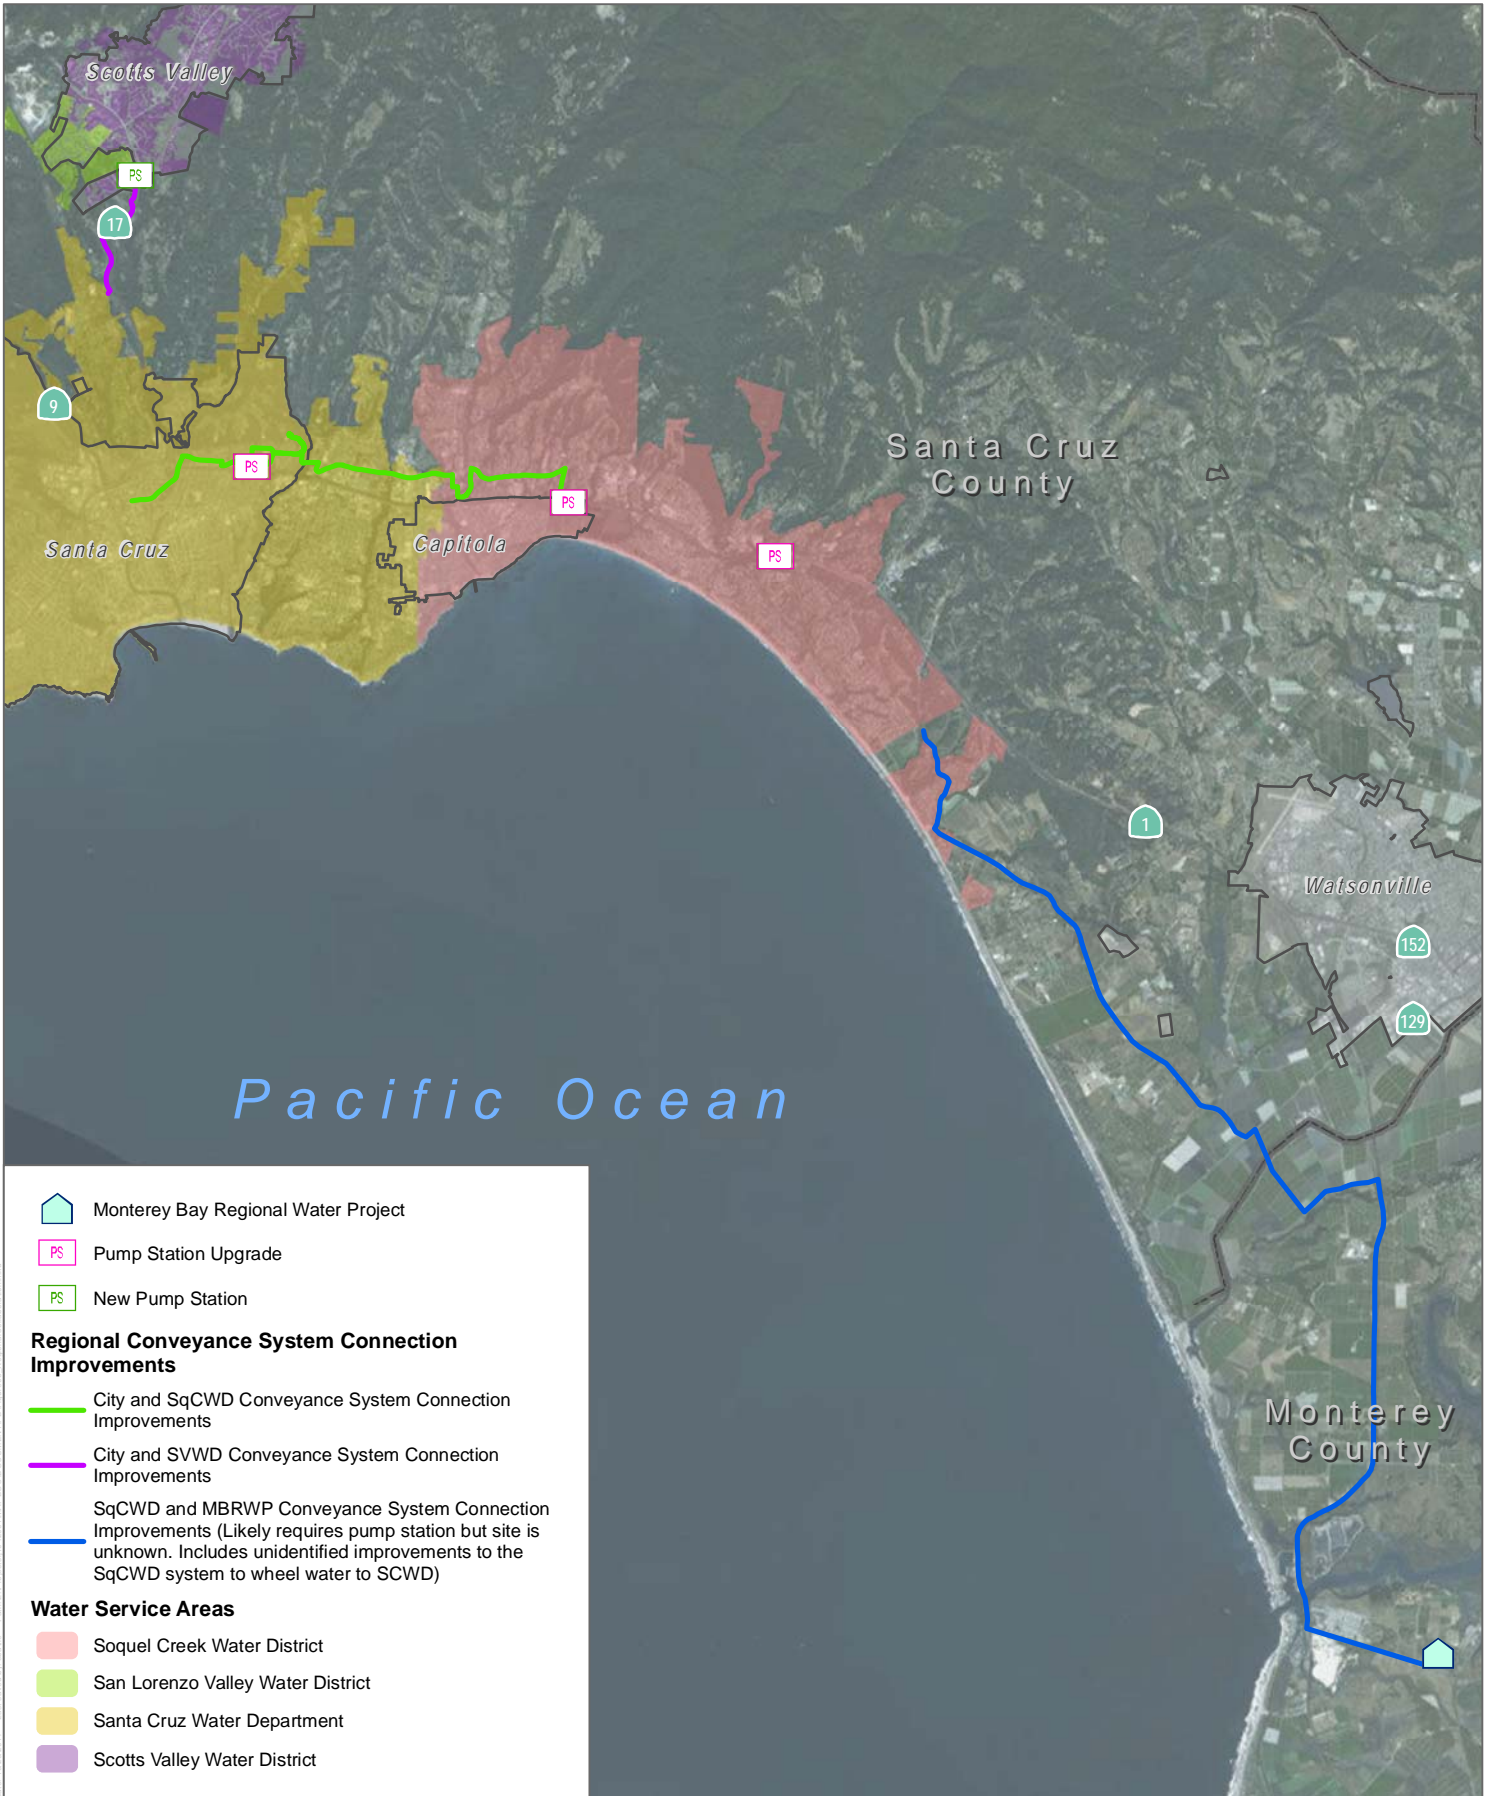 Scotts Valley
PS
17
9
PS
Santa Cruz
Capitola
PS
PS
Santa Cruz
County
1
Watsonville
152
129
Pacific Ocean
Monterey
County
Monterey Bay Regional Water Project
PS
Pump Station Upgrade
PS
New Pump Station
Regional Conveyance System Connection
Improvements
City and SqCWD Conveyance System Connection
Improvements
City and SVWD Conveyance System Connection
Improvements
SqCWD and MBRWP Conveyance System Connection
Improvements (Likely requires pump station but site is
unknown. Includes unidentified improvements to the
SqCWD system to wheel water to SCWD)
Water Service Areas
Soquel Creek Water District
San Lorenzo Valley Water District
Santa Cruz Water Department
Scotts Valley Water District